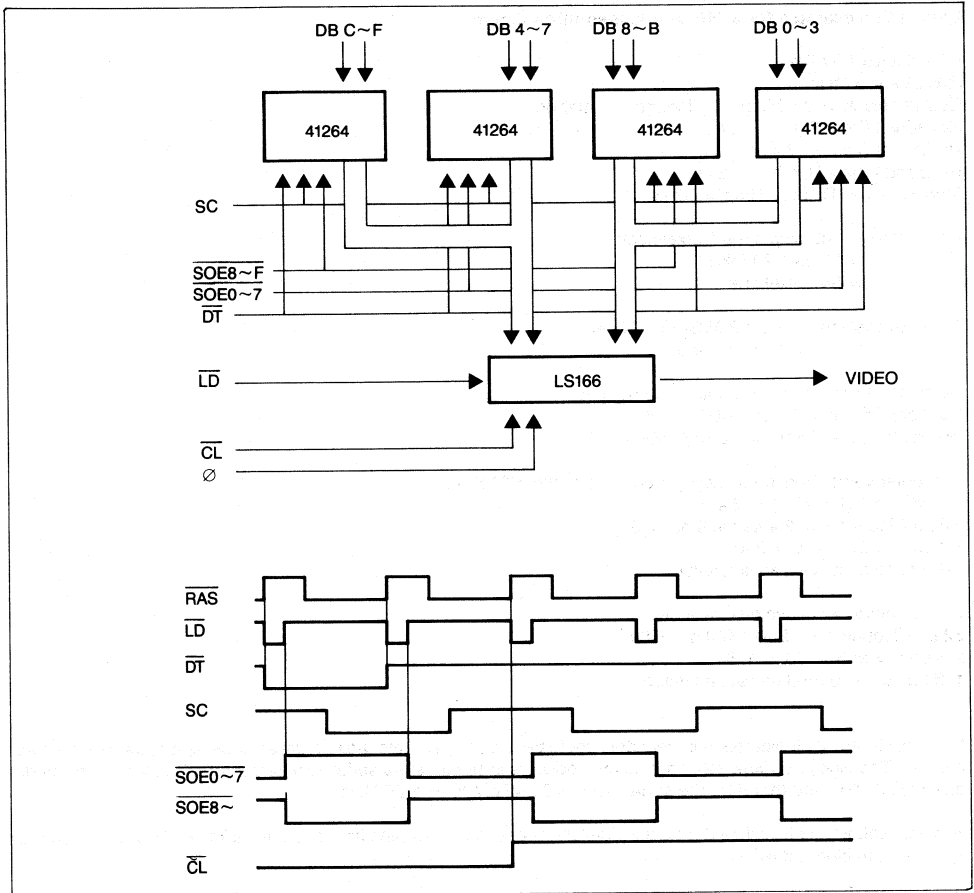 DB C~F DB 4~7 DB 8~B DB 0~3
41264 41264 41264 41264
SC
SOE8~F
SOE0~7
DT
LD LS166 VIDEO
CL
Ø
RAS
LD
DT
SC
SOE0~7
SOE8~
CL